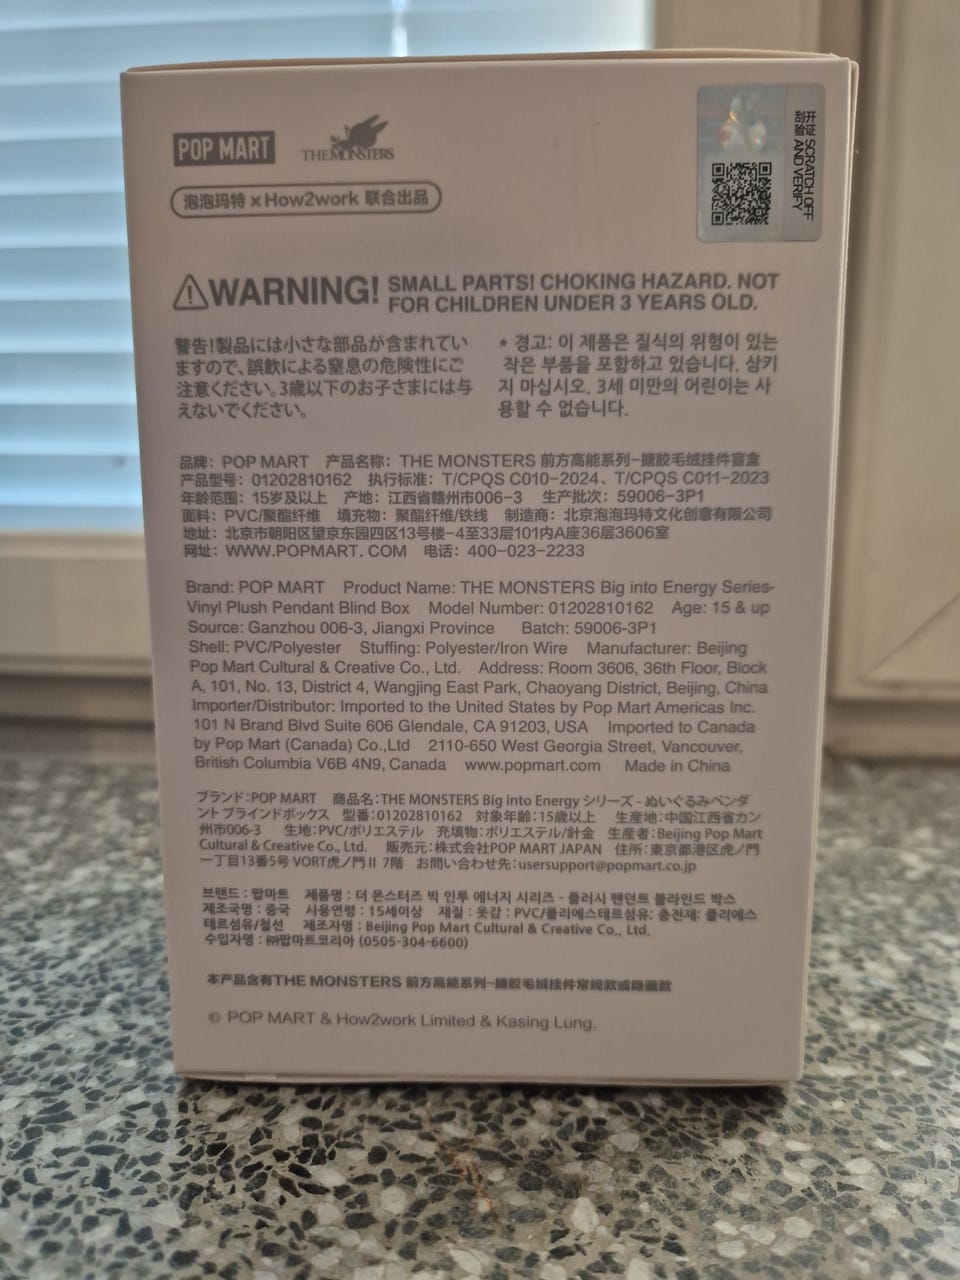 POP MART
THE MONSTERS
泡泡玛特 × How2work 联合出品
开启刮验 SCRATCH OFF AND VERIFY
WARNING! SMALL PARTS! CHOKING HAZARD. NOT
FOR CHILDREN UNDER 3 YEARS OLD.
警告!製品には小さな部品が含まれてい
ますので、誤飲による窒息の危険性にご
注意ください。3歳以下のお子さまには与
えないでください。
* 경고: 이 제품은 질식의 위험이 있는
작은 부품을 포함하고 있습니다. 삼키
지 마십시오. 3세 미만의 어린이는 사
용할 수 없습니다.
品牌: POP MART 产品名称: THE MONSTERS 前方高能系列-搪胶毛绒挂件盲盒
产品型号: 01202810162 执行标准: T/CPQS C010-2024、T/CPQS C011-2023
年龄范围: 15岁及以上 产地: 江西省赣州市006-3 生产批次: 59006-3P1
面料: PVC/聚酯纤维 填充物: 聚酯纤维/铁线 制造商: 北京泡泡玛特文化创意有限公司
地址: 北京市朝阳区望京东园四区13号楼-4至33层101内A座36层3606室
网址: WWW.POPMART.COM 电话: 400-023-2233
Brand: POP MART Product Name: THE MONSTERS Big into Energy Series-
Vinyl Plush Pendant Blind Box Model Number: 01202810162 Age: 15 & up
Source: Ganzhou 006-3, Jiangxi Province Batch: 59006-3P1
Shell: PVC/Polyester Stuffing: Polyester/Iron Wire Manufacturer: Beijing
Pop Mart Cultural & Creative Co., Ltd. Address: Room 3606, 36th Floor, Block
A, 101, No. 13, District 4, Wangjing East Park, Chaoyang District, Beijing, China
Importer/Distributor: Imported to the United States by Pop Mart Americas Inc.
101 N Brand Blvd Suite 606 Glendale, CA 91203, USA Imported to Canada
by Pop Mart (Canada) Co.,Ltd 2110-650 West Georgia Street, Vancouver,
British Columbia V6B 4N9, Canada www.popmart.com Made in China
ブランド:POP MART 商品名:THE MONSTERS Big into Energy シリーズ - ぬいぐるみペンダ
ント ブラインドボックス 型番:01202810162 対象年齢:15歳以上 生産地:中国江西省カン
州市006-3 生地:PVC/ポリエステル 充填物:ポリエステル/針金 生産者:Beijing Pop Mart
Cultural & Creative Co., Ltd. 販売元:株式会社POP MART JAPAN 住所:東京都港区虎ノ門
一丁目13番5号 VORT虎ノ門II 7階 お問い合わせ先:usersupport@popmart.co.jp
브랜드 : 팝마트 제품명 : 더 몬스터즈 빅 인투 에너지 시리즈 - 플러시 펜던트 블라인드 박스
제조국명 : 중국 사용연령 : 15세이상 재질 : 옷감 : PVC/폴리에스테르섬유: 충전재: 폴리에스
테르섬유/철선 제조자명 : Beijing Pop Mart Cultural & Creative Co., Ltd.
수입자명 : ㈜팝마트코리아 (0505-304-6600)
本产品含有THE MONSTERS 前方高能系列-搪胶毛绒挂件常规款或隐藏款
© POP MART & How2work Limited & Kasing Lung.